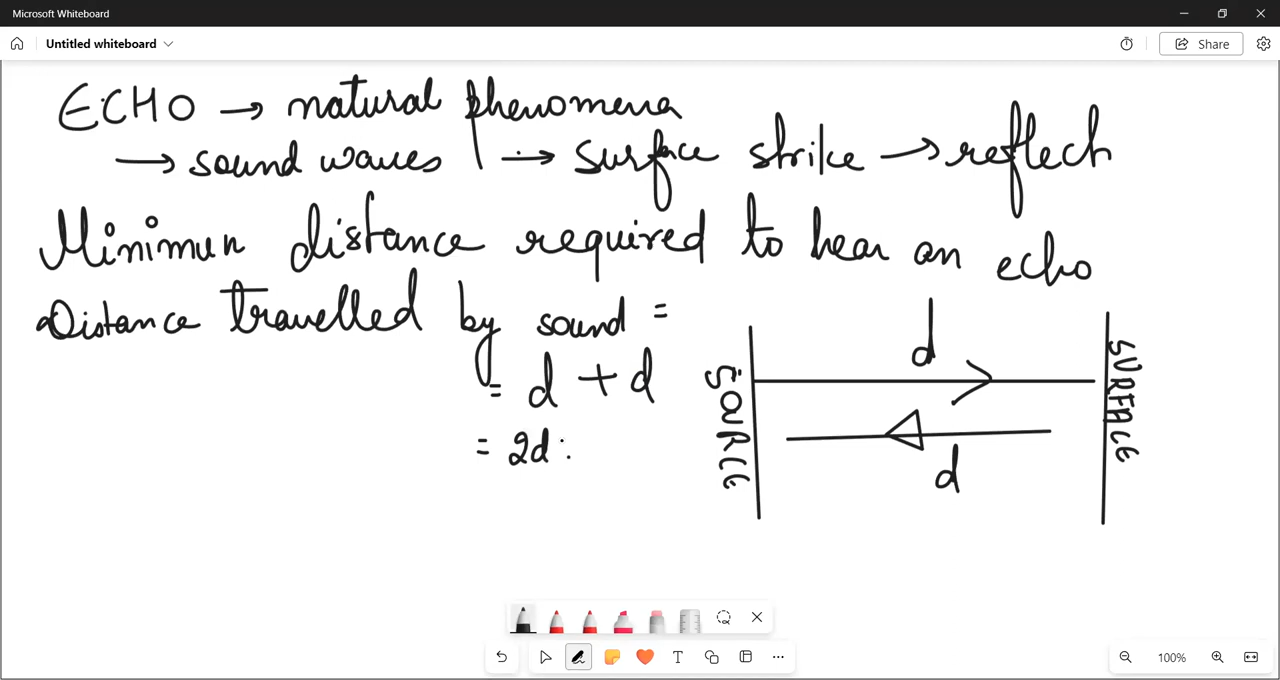 Microsoft Whiteboard
Untitled whiteboard
Share
ECHO → natural phenomena
→ sound waves → surface strike → reflect
Minimun distance required to hear an echo
Distance travelled by sound =
= d + d
= 2d :
d
SOURCE
SURFACE
d
100%